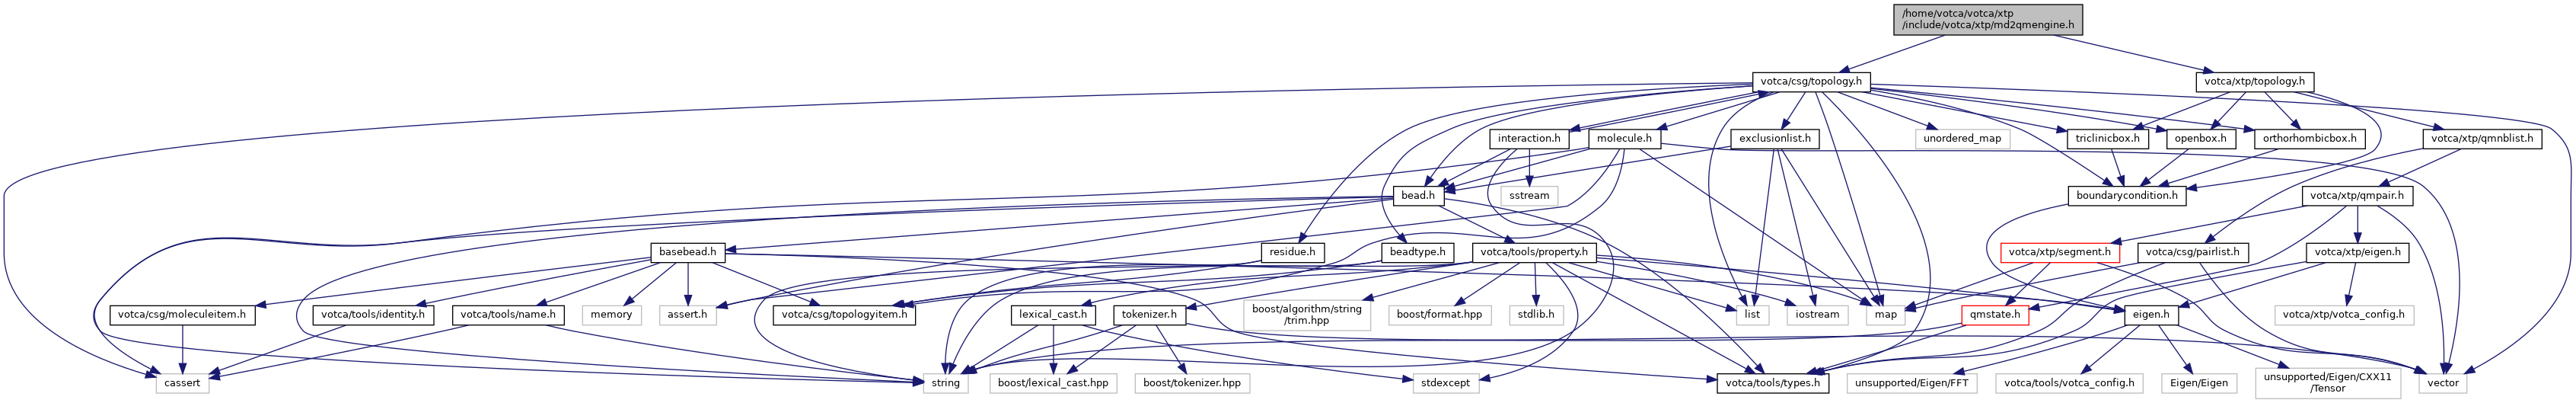 /home/votca/votca/xtp
/include/votca/xtp/md2qmengine.h
votca/csg/topology.h
votca/xtp/topology.h
interaction.h
molecule.h
exclusionlist.h
unordered_map
triclinicbox.h
openbox.h
orthorhombicbox.h
votca/xtp/qmnblist.h
bead.h
sstream
boundarycondition.h
votca/xtp/qmpair.h
basebead.h
residue.h
beadtype.h
votca/tools/property.h
votca/xtp/segment.h
votca/csg/pairlist.h
votca/xtp/eigen.h
votca/csg/moleculeitem.h
votca/tools/identity.h
votca/tools/name.h
memory
assert.h
votca/csg/topologyitem.h
lexical_cast.h
tokenizer.h
boost/algorithm/string
/trim.hpp
boost/format.hpp
stdlib.h
list
iostream
map
qmstate.h
eigen.h
votca/xtp/votca_config.h
cassert
string
boost/lexical_cast.hpp
boost/tokenizer.hpp
stdexcept
votca/tools/types.h
unsupported/Eigen/FFT
votca/tools/votca_config.h
Eigen/Eigen
unsupported/Eigen/CXX11
/Tensor
vector